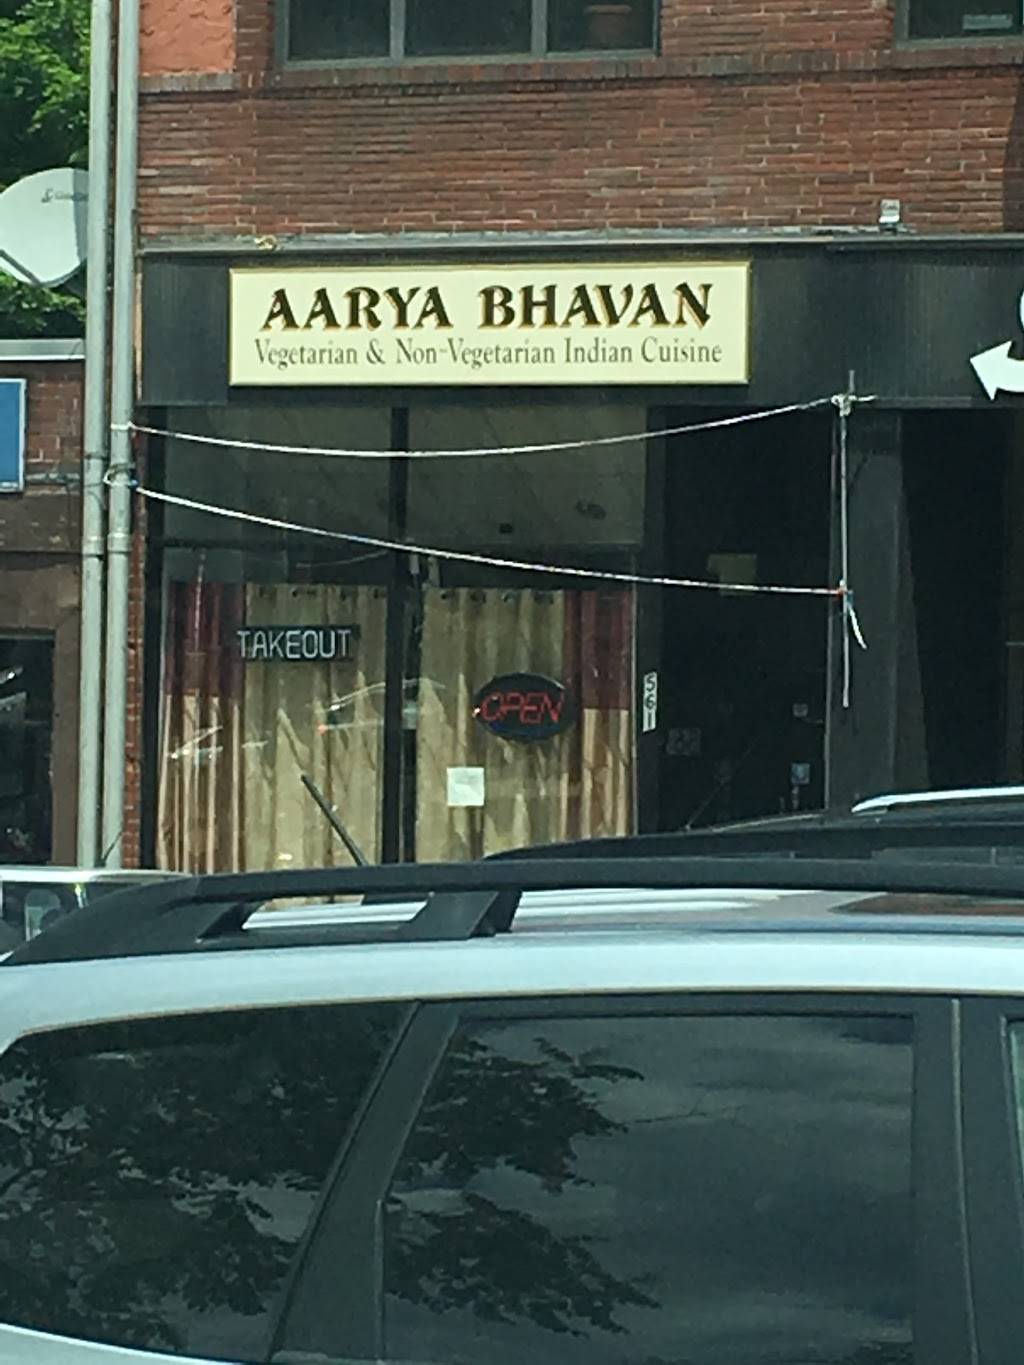 AARYA BHAVAN
Vegetarian & Non-Vegetarian Indian Cuisine
TAKEOUT
OPEN
561